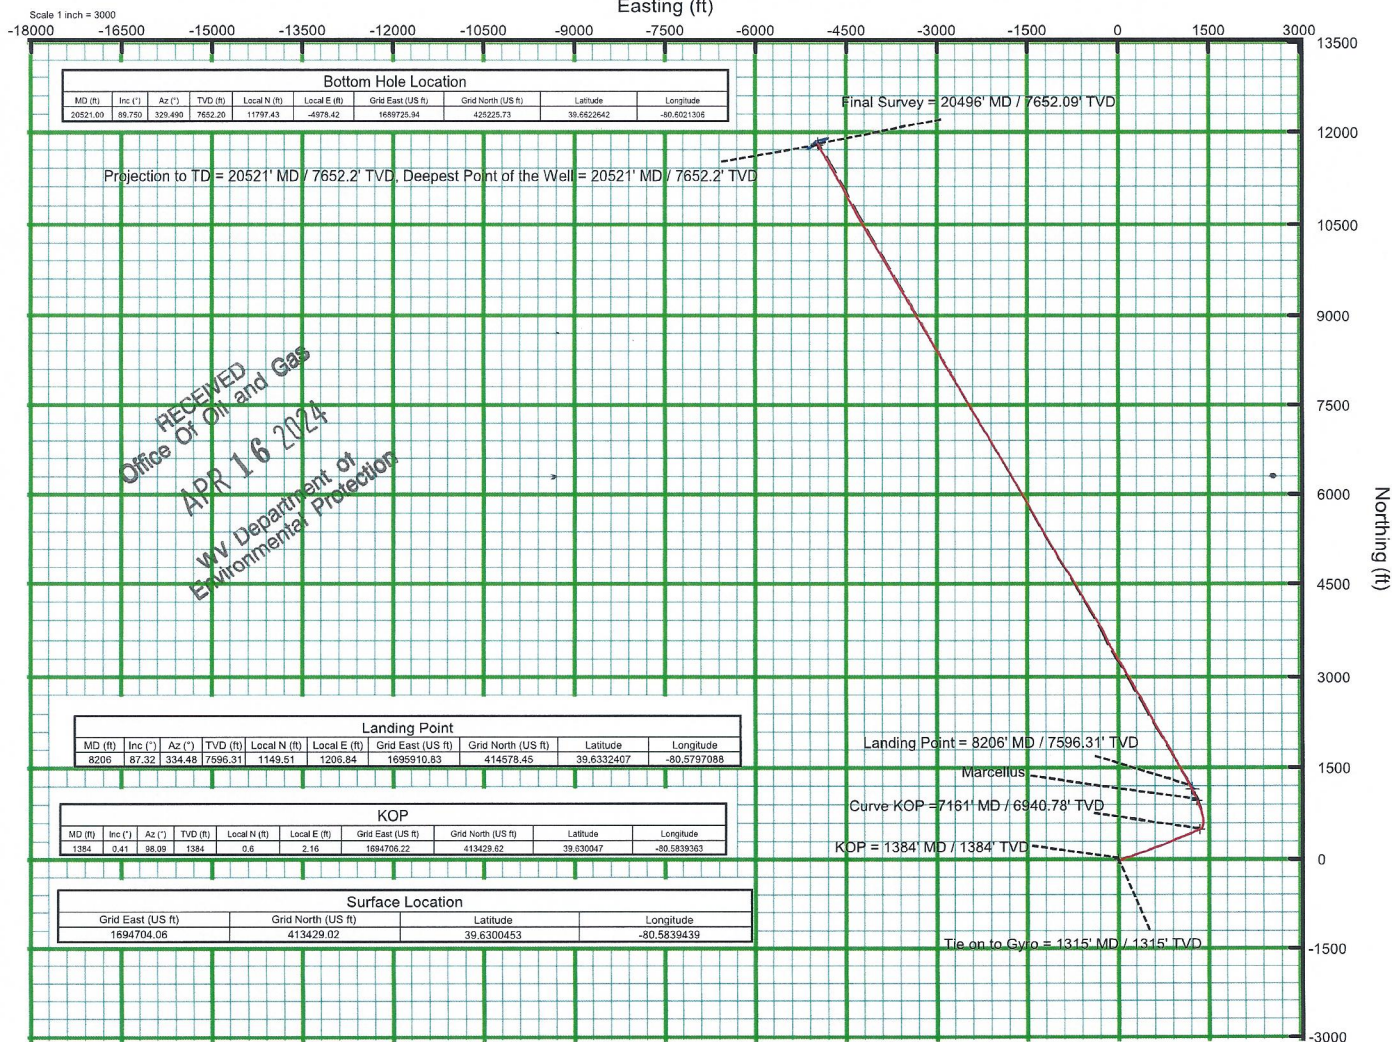 Easting (ft)
Scale 1 inch = 3000
-18000 -16500 -15000 -13500 -12000 -10500 -9000 -7500 -6000 -4500 -3000 -1500 0 1500 3000
13500
Bottom Hole Location
MD (ft) Inc (°) Az (°) TVD (ft) Local N (ft) Local E (ft) Grid East (US ft) Grid North (US ft) Latitude Longitude
20521.00 89.750 329.490 7652.20 11797.43 -4978.42 1689725.94 425225.73 39.6622642 -80.6021306
Final Survey = 20496' MD / 7652.09' TVD
12000
Projection to TD = 20521' MD / 7652.2' TVD, Deepest Point of the Well = 20521' MD / 7652.2' TVD
10500
9000
RECEIVED
Office Of Oil and Gas
APR 16 2024
WV Department of
Environmental Protection
7500
6000
Northing (ft)
4500
3000
Landing Point
MD (ft) Inc (°) Az (°) TVD (ft) Local N (ft) Local E (ft) Grid East (US ft) Grid North (US ft) Latitude Longitude
8206 87.32 334.48 7596.31 1149.51 1206.84 1695910.83 414578.45 39.6332407 -80.5797088
Landing Point = 8206' MD / 7596.31' TVD
1500
Marcellus
Curve KOP =7161' MD / 6940.78' TVD
KOP
MD (ft) Inc (°) Az (°) TVD (ft) Local N (ft) Local E (ft) Grid East (US ft) Grid North (US ft) Latitude Longitude
1384 0.41 98.09 1384 0.6 2.16 1694706.22 413429.62 39.630047 -80.5839363
KOP = 1384' MD / 1384' TVD
0
Surface Location
Grid East (US ft) Grid North (US ft) Latitude Longitude
1694704.06 413429.02 39.6300453 -80.5839439
Tie on to Gyro = 1315' MD / 1315' TVD
-1500
-3000